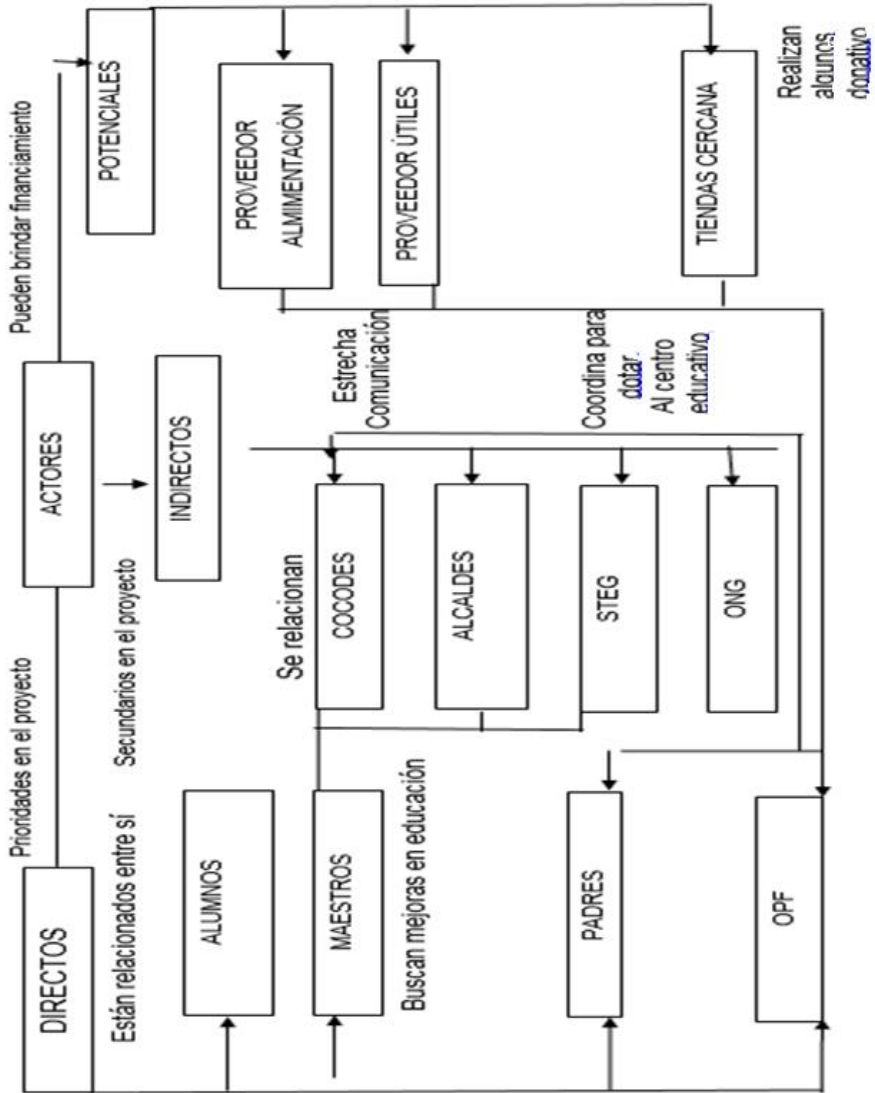 Prioridades en el proyecto
Pueden brindar financiamiento
DIRECTOS
ACTORES
POTENCIALES
Están relacionados entre sí
Secundarios en el proyecto
INDIRECTOS
ALUMNOS
Se relacionan
PROVEEDOR
ALMIMENTACIÓN
MAESTROS
COCODES
Estrecha
Comunicación
PROVEEDOR ÚTILES
Buscan mejoras en educación
ALCALDES
PADRES
STEG
Coordina para
dotar
Al centro
educativo
ONG
TIENDAS CERCANA
OPF
Realizan
algunos
donativo